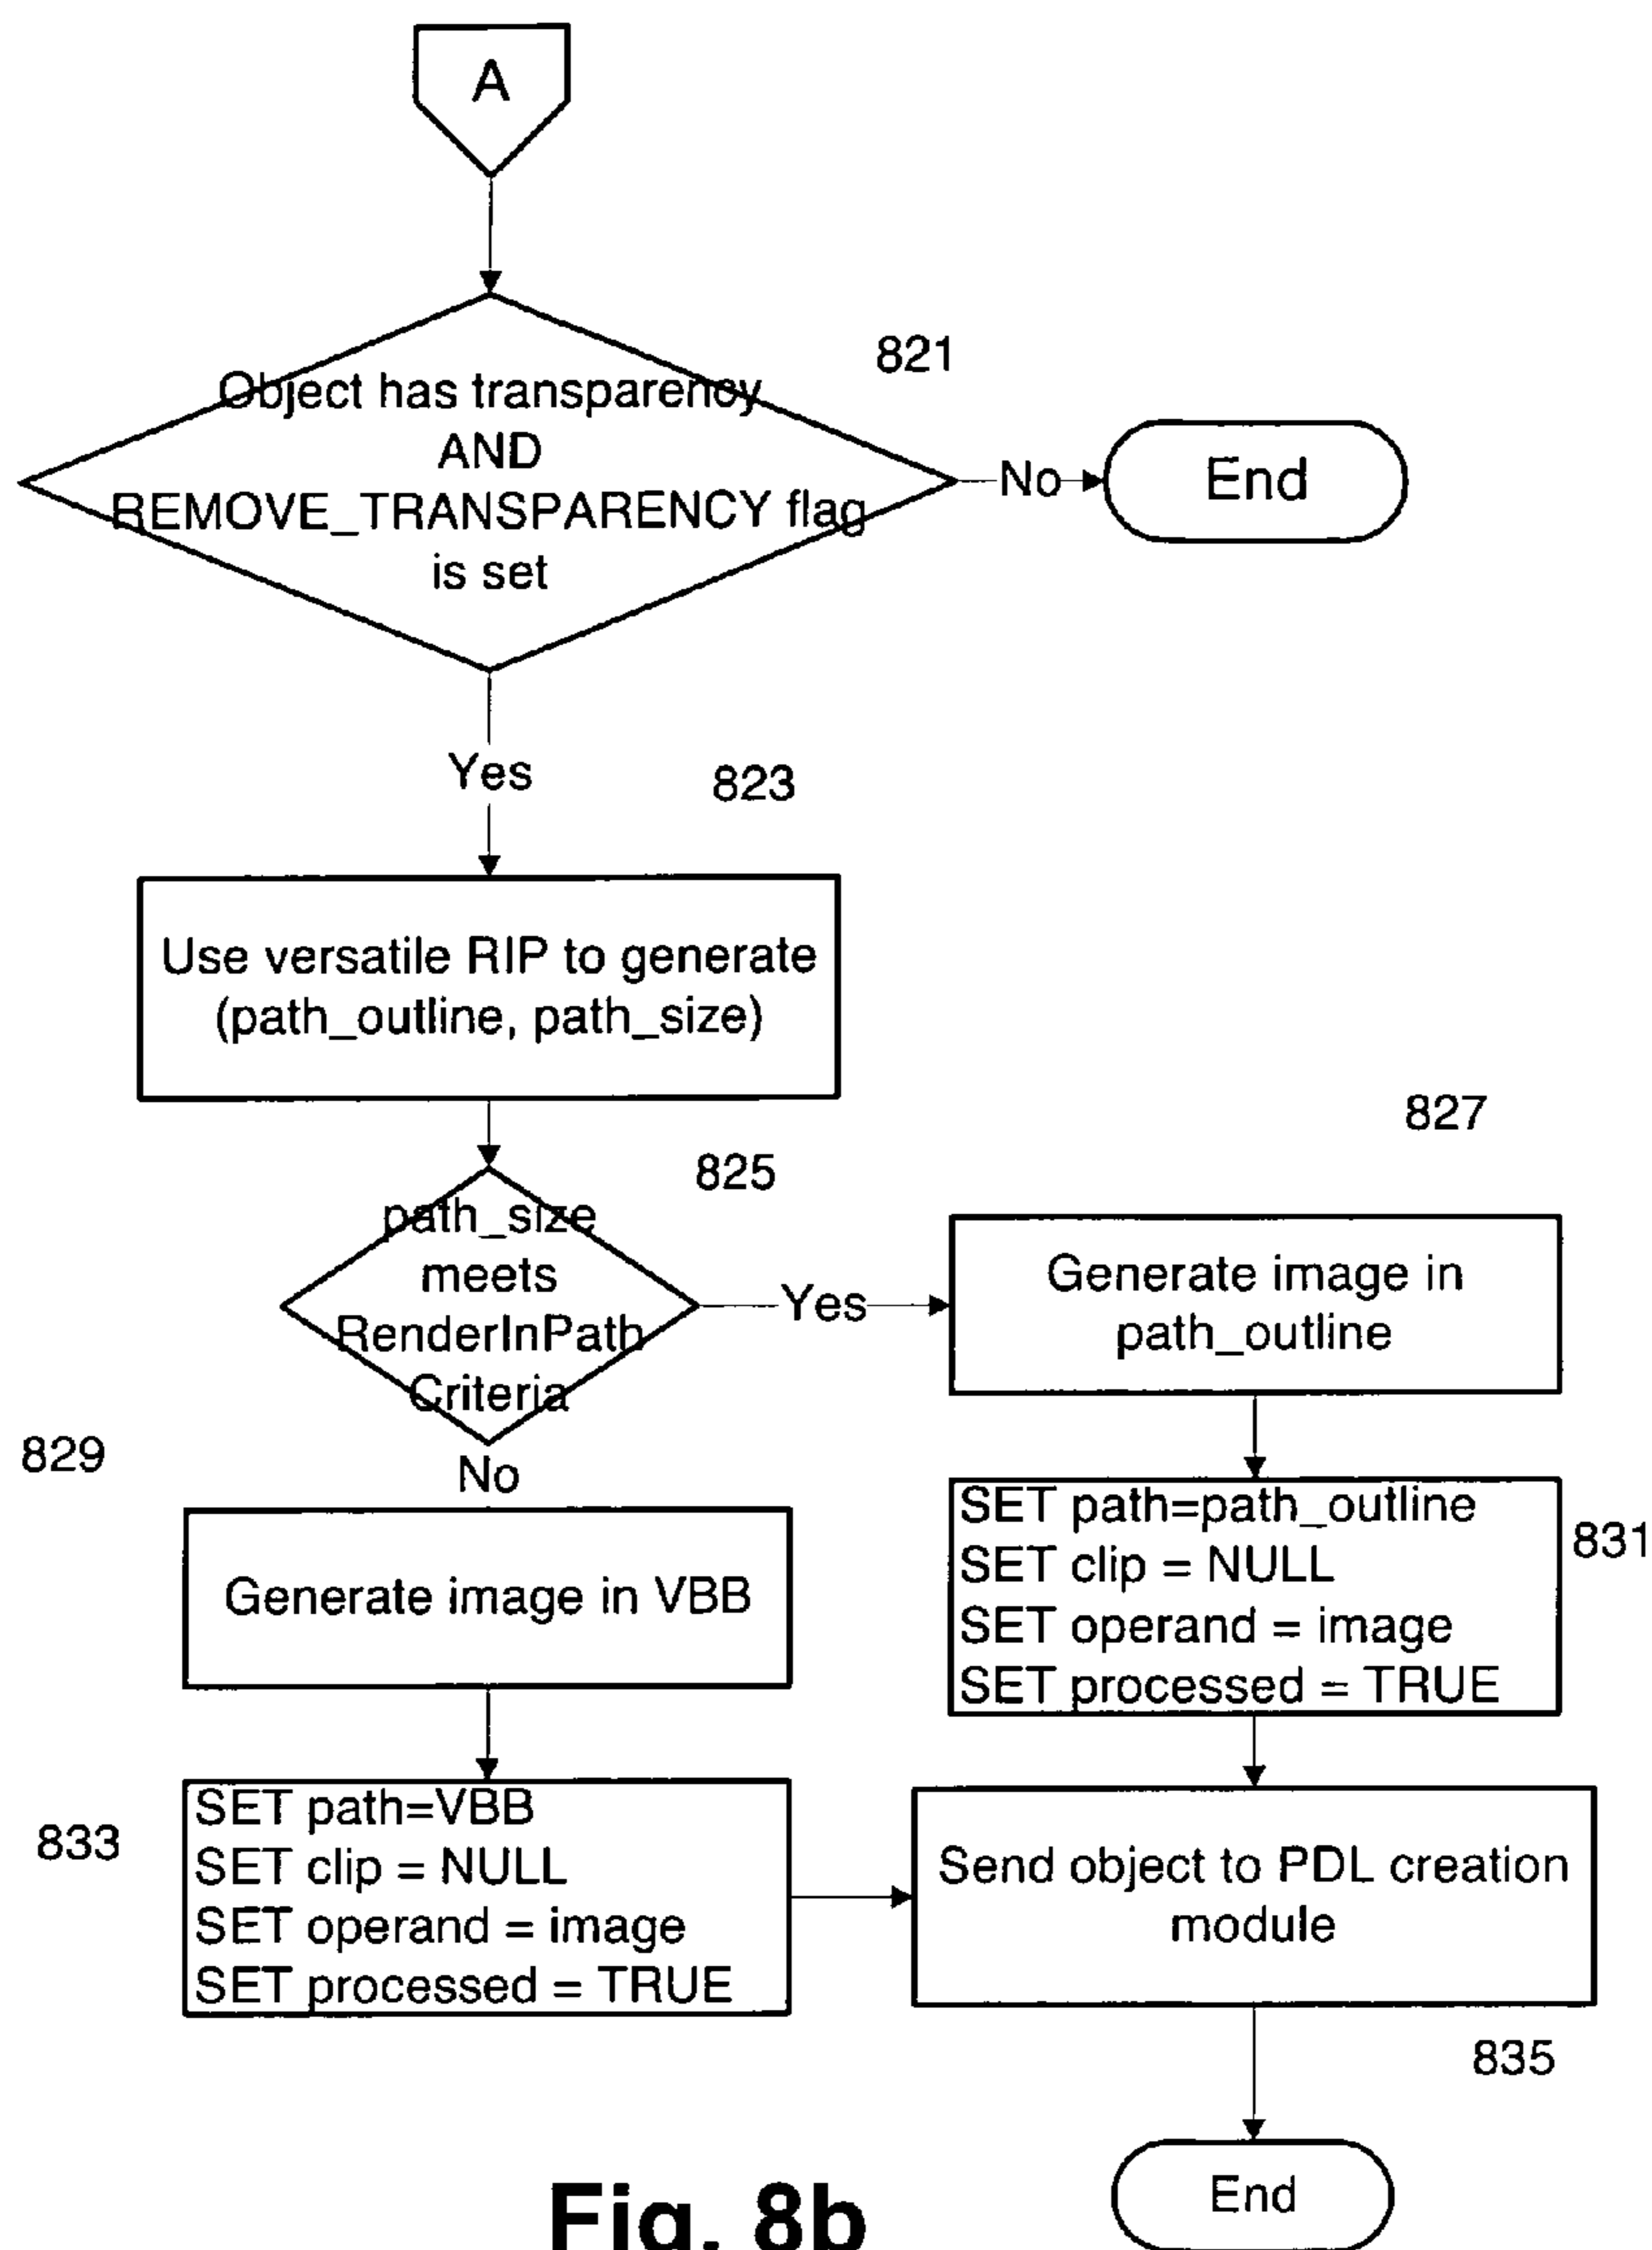 A
821
Object has transparency
AND
REMOVE_TRANSPARENCY flag
is set
No
End
Yes
823
Use versatile RIP to generate
(path_outline, path_size)
825
path_size
meets
RenderInPath
Criteria
Yes
827
Generate image in
path_outline
829
No
Generate image in VBB
SET path=path_outline
SET clip = NULL
SET operand = image
SET processed = TRUE
831
833
SET path=VBB
SET clip = NULL
SET operand = image
SET processed = TRUE
Send object to PDL creation
module
835
End
Fig. 8b